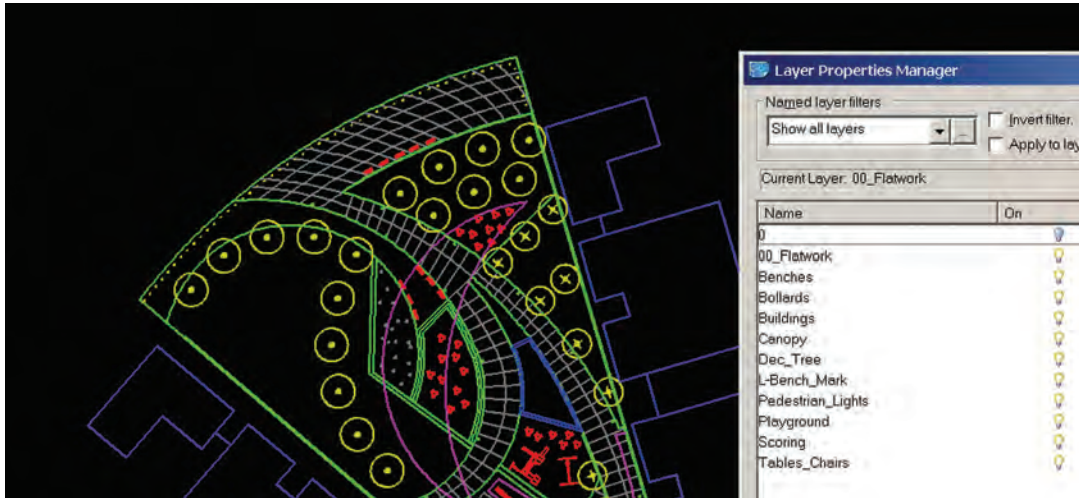 Layer Properties Manager
Named layer filters
Show all layers
...
Invert filter.
Apply to lay
Current Layer: 00_Flatwork
Name On
0
00_Flatwork
Benches
Bollards
Buildings
Canopy
Dec_Tree
L-Bench_Mark
Pedestrian_Lights
Playground
Scoring
Tables_Chairs